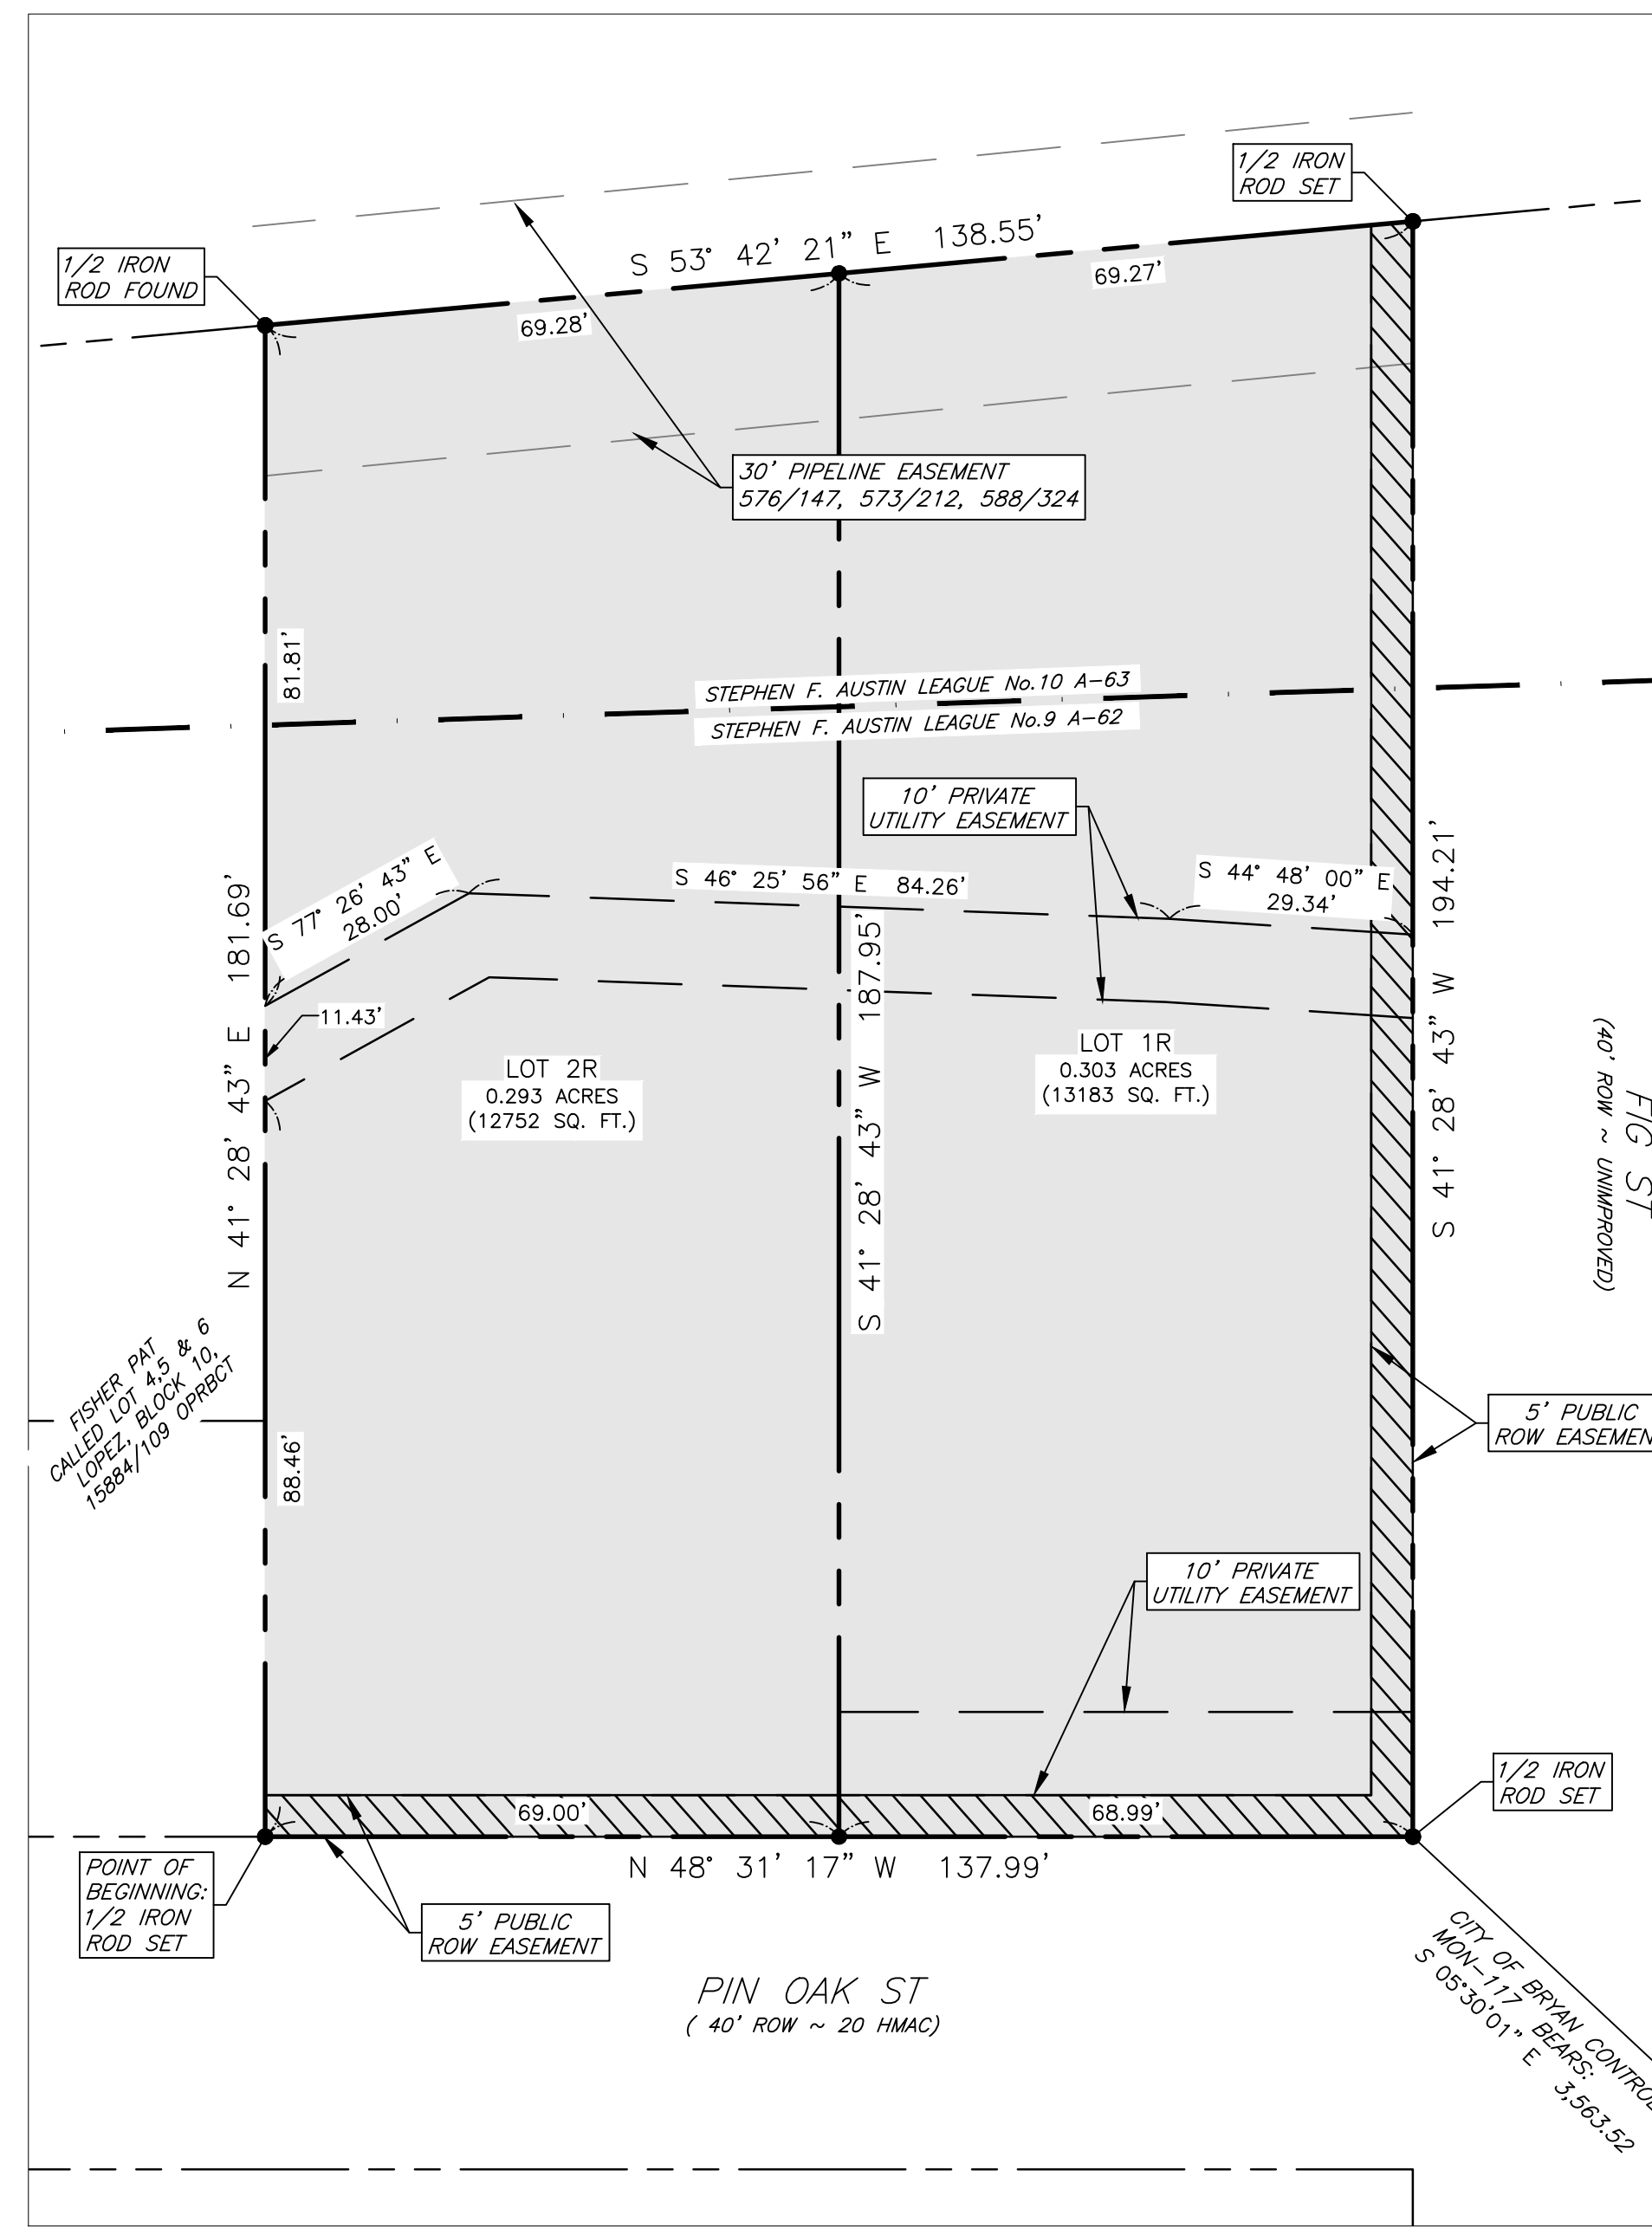 1/2 IRON
ROD SET
1/2 IRON
ROD FOUND
S 53° 42' 21" E 138.55'
69.28'
69.27'
30' PIPELINE EASEMENT
576/147, 573/212, 588/324
81.81'
STEPHEN F. AUSTIN LEAGUE No.10 A-63
STEPHEN F. AUSTIN LEAGUE No.9 A-62
10' PRIVATE
UTILITY EASEMENT
S 77° 26' 43" E
28.00'
S 46° 25' 56" E 84.26'
S 44° 48' 00" E
29.34'
N 41° 28' 43" E 181.69'
11.43'
S 41° 28' 43" W 187.95'
S 41° 28' 43" W 194.21'
LOT 2R
0.293 ACRES
(12752 SQ. FT.)
LOT 1R
0.303 ACRES
(13183 SQ. FT.)
FIG ST
(40' ROW ~ UNIMPROVED)
FISHER PAT
CALLED LOT 4,5 & 6
LOPEZ, BLOCK 10,
15884/109 OPRBCT
88.46'
5' PUBLIC
ROW EASEMEN
10' PRIVATE
UTILITY EASEMENT
1/2 IRON
ROD SET
69.00'
68.99'
N 48° 31' 17" W 137.99'
POINT OF
BEGINNING:
1/2 IRON
ROD SET
5' PUBLIC
ROW EASEMENT
PIN OAK ST
( 40' ROW ~ 20 HMAC)
CITY OF BRYAN CONTROL
MON-117 BEARS:
S 05°30'01" E 3,563.52